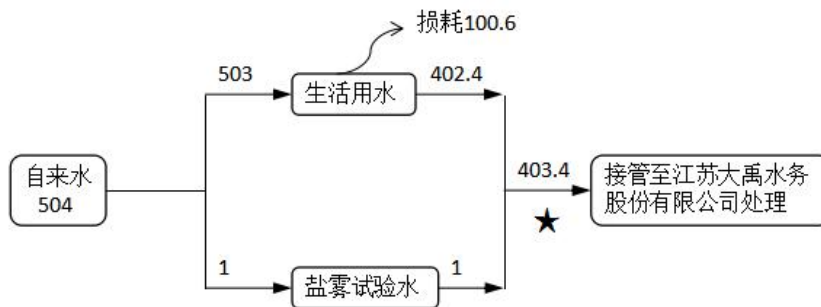 损耗100.6
503
生活用水
402.4
自来水
504
403.4
接管至江苏大禹水务
股份有限公司处理
1
盐雾试验水
1